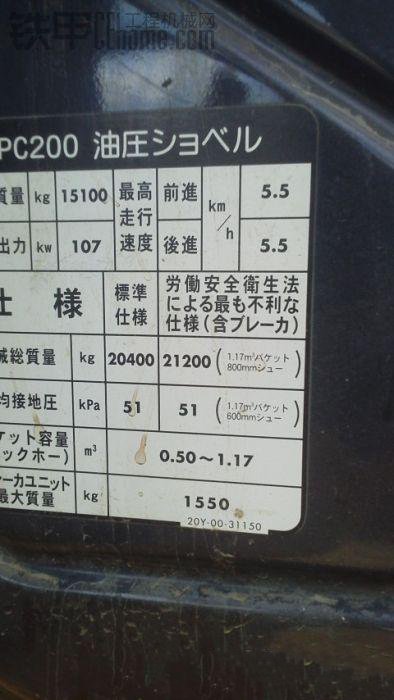 铁甲 工程机械网
CEhome.com
PC200 油圧ショベル
質量 kg 15100 最高走行速度 前進 km/h 5.5
出力 kw 107 後進 5.5
仕 様 標準仕様 労働安全衛生法による最も不利な仕様(含ブレーカ)
械総質量 kg 20400 21200 (1.17m³バケット 800mmシュー)
均接地圧 kPa 51 51 (1.17m³バケット 600mmシュー)
ケット容量
ックホー) m³ 0.50～1.17
ーカユニット
最大質量 kg 1550
20Y-00-31150